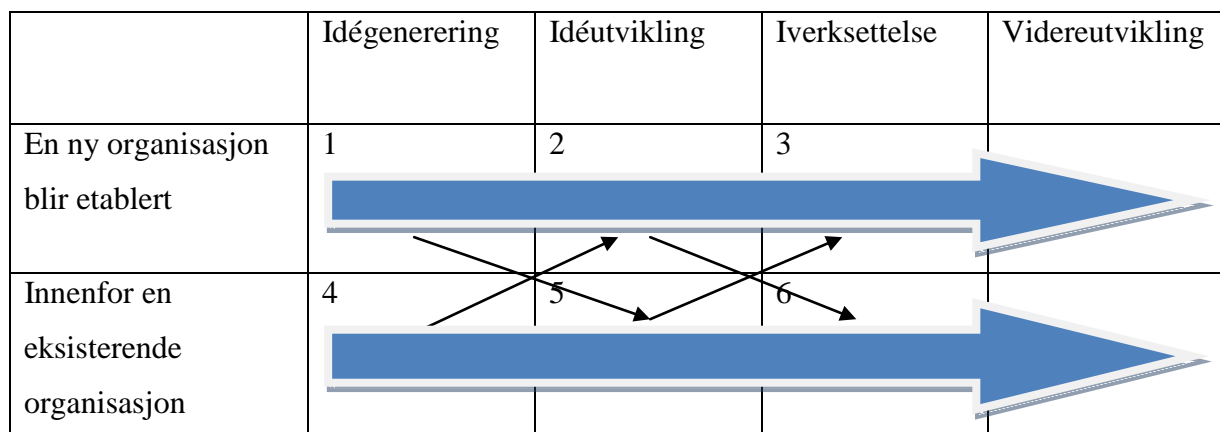 Idégenerering Idéutvikling Iverksettelse Videreutvikling
En ny organisasjon 1 2 3
blir etablert
Innenfor en 4 5 6
eksisterende
organisasjon